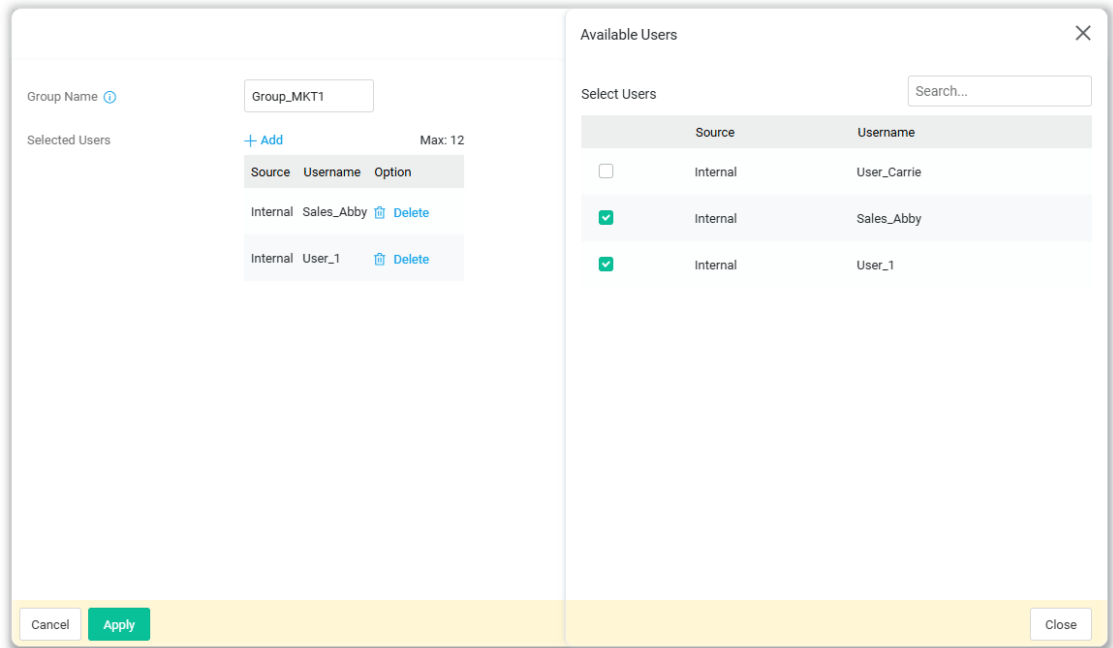 Available Users
Group Name
Group_MKT1
Selected Users
Add
Max: 12
Source Username Option
Internal Sales_Abby Delete
Internal User_1 Delete
Select Users
Search...
Source Username
Internal User_Carrie
Internal Sales_Abby
Internal User_1
Cancel
Apply
Close